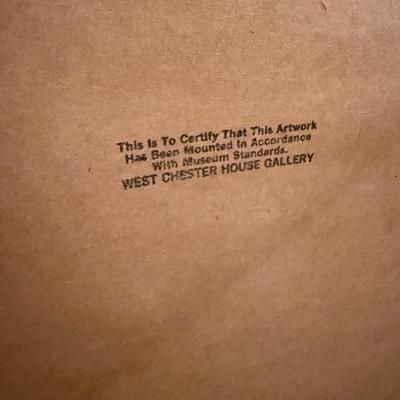 This Is To Certify That This Artwork
Has Been Mounted In Accordance
With Museum Standards.
WEST CHESTER HOUSE GALLERY